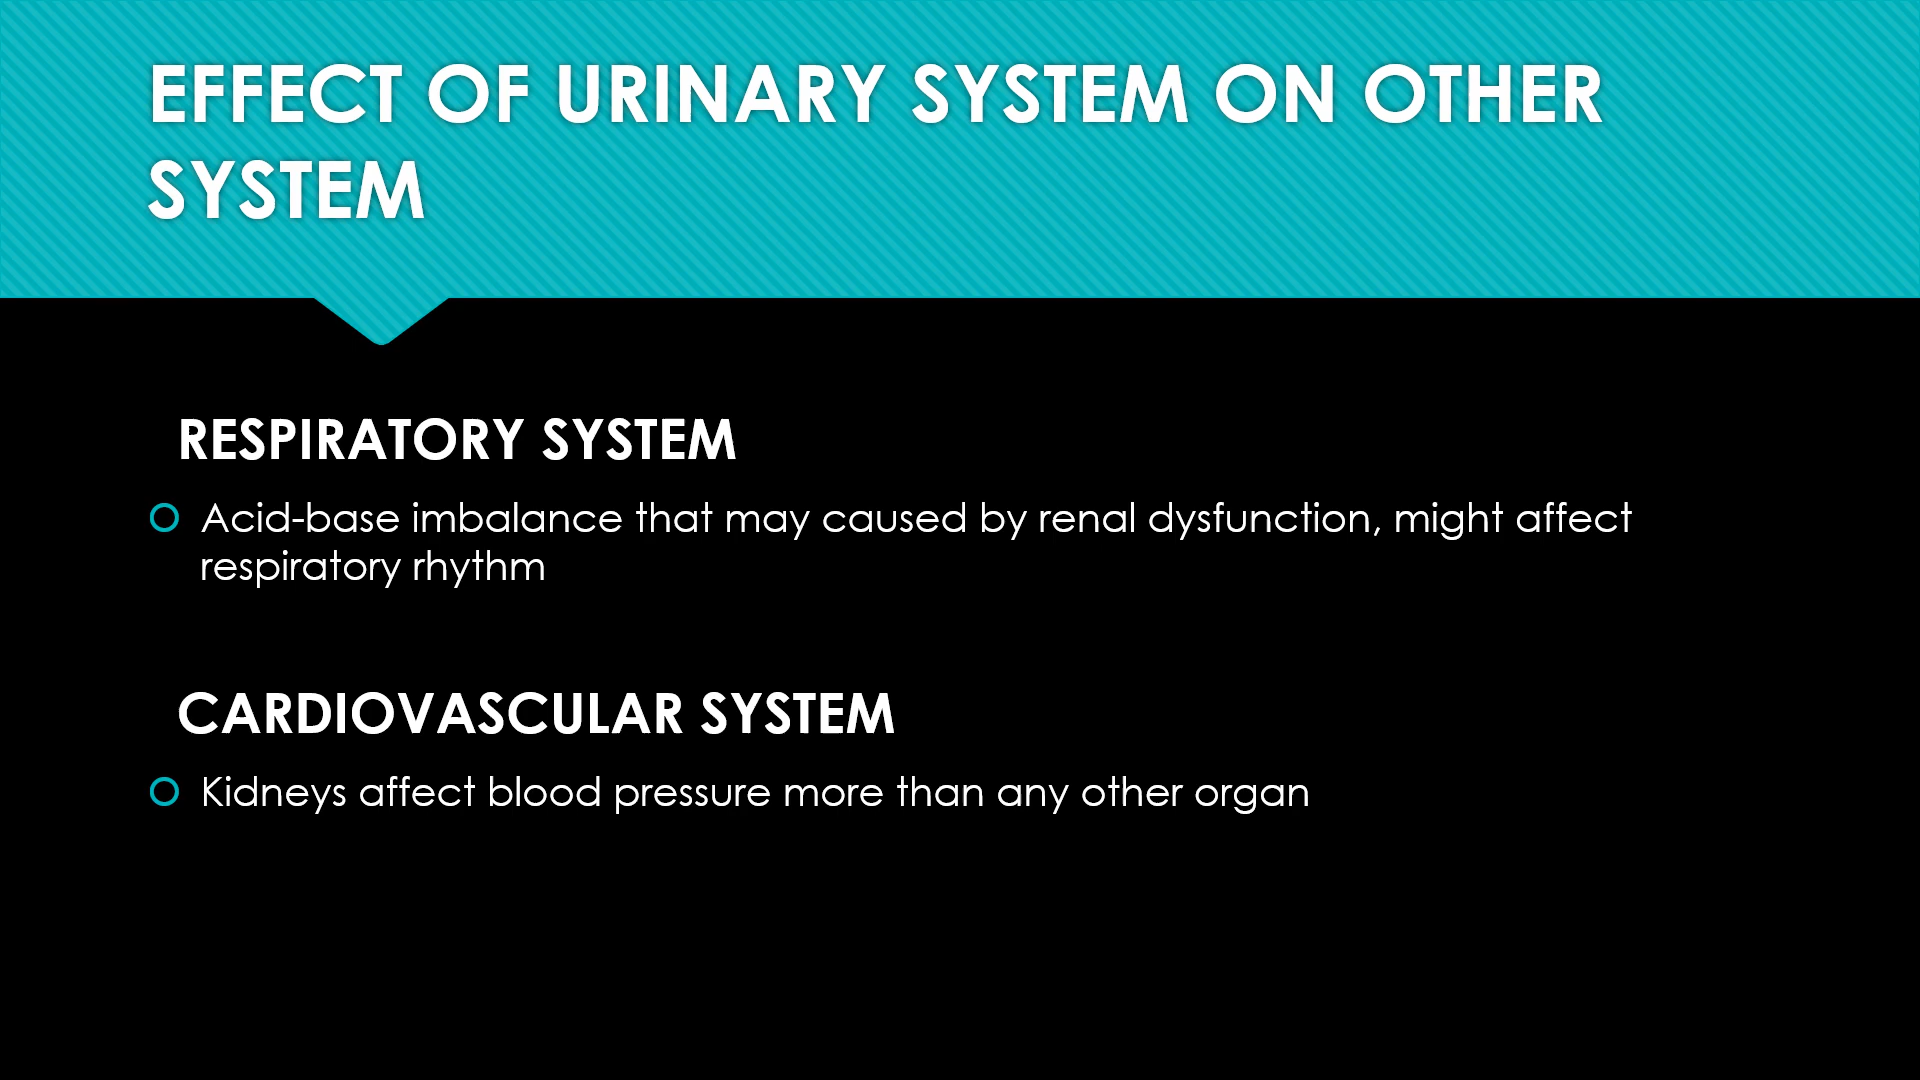 EFFECT OF URINARY SYSTEM ON OTHER
SYSTEM
RESPIRATORY SYSTEM
Acid-base imbalance that may caused by renal dysfunction, might affect
respiratory rhythm
CARDIOVASCULAR SYSTEM
Kidneys affect blood pressure more than any other organ